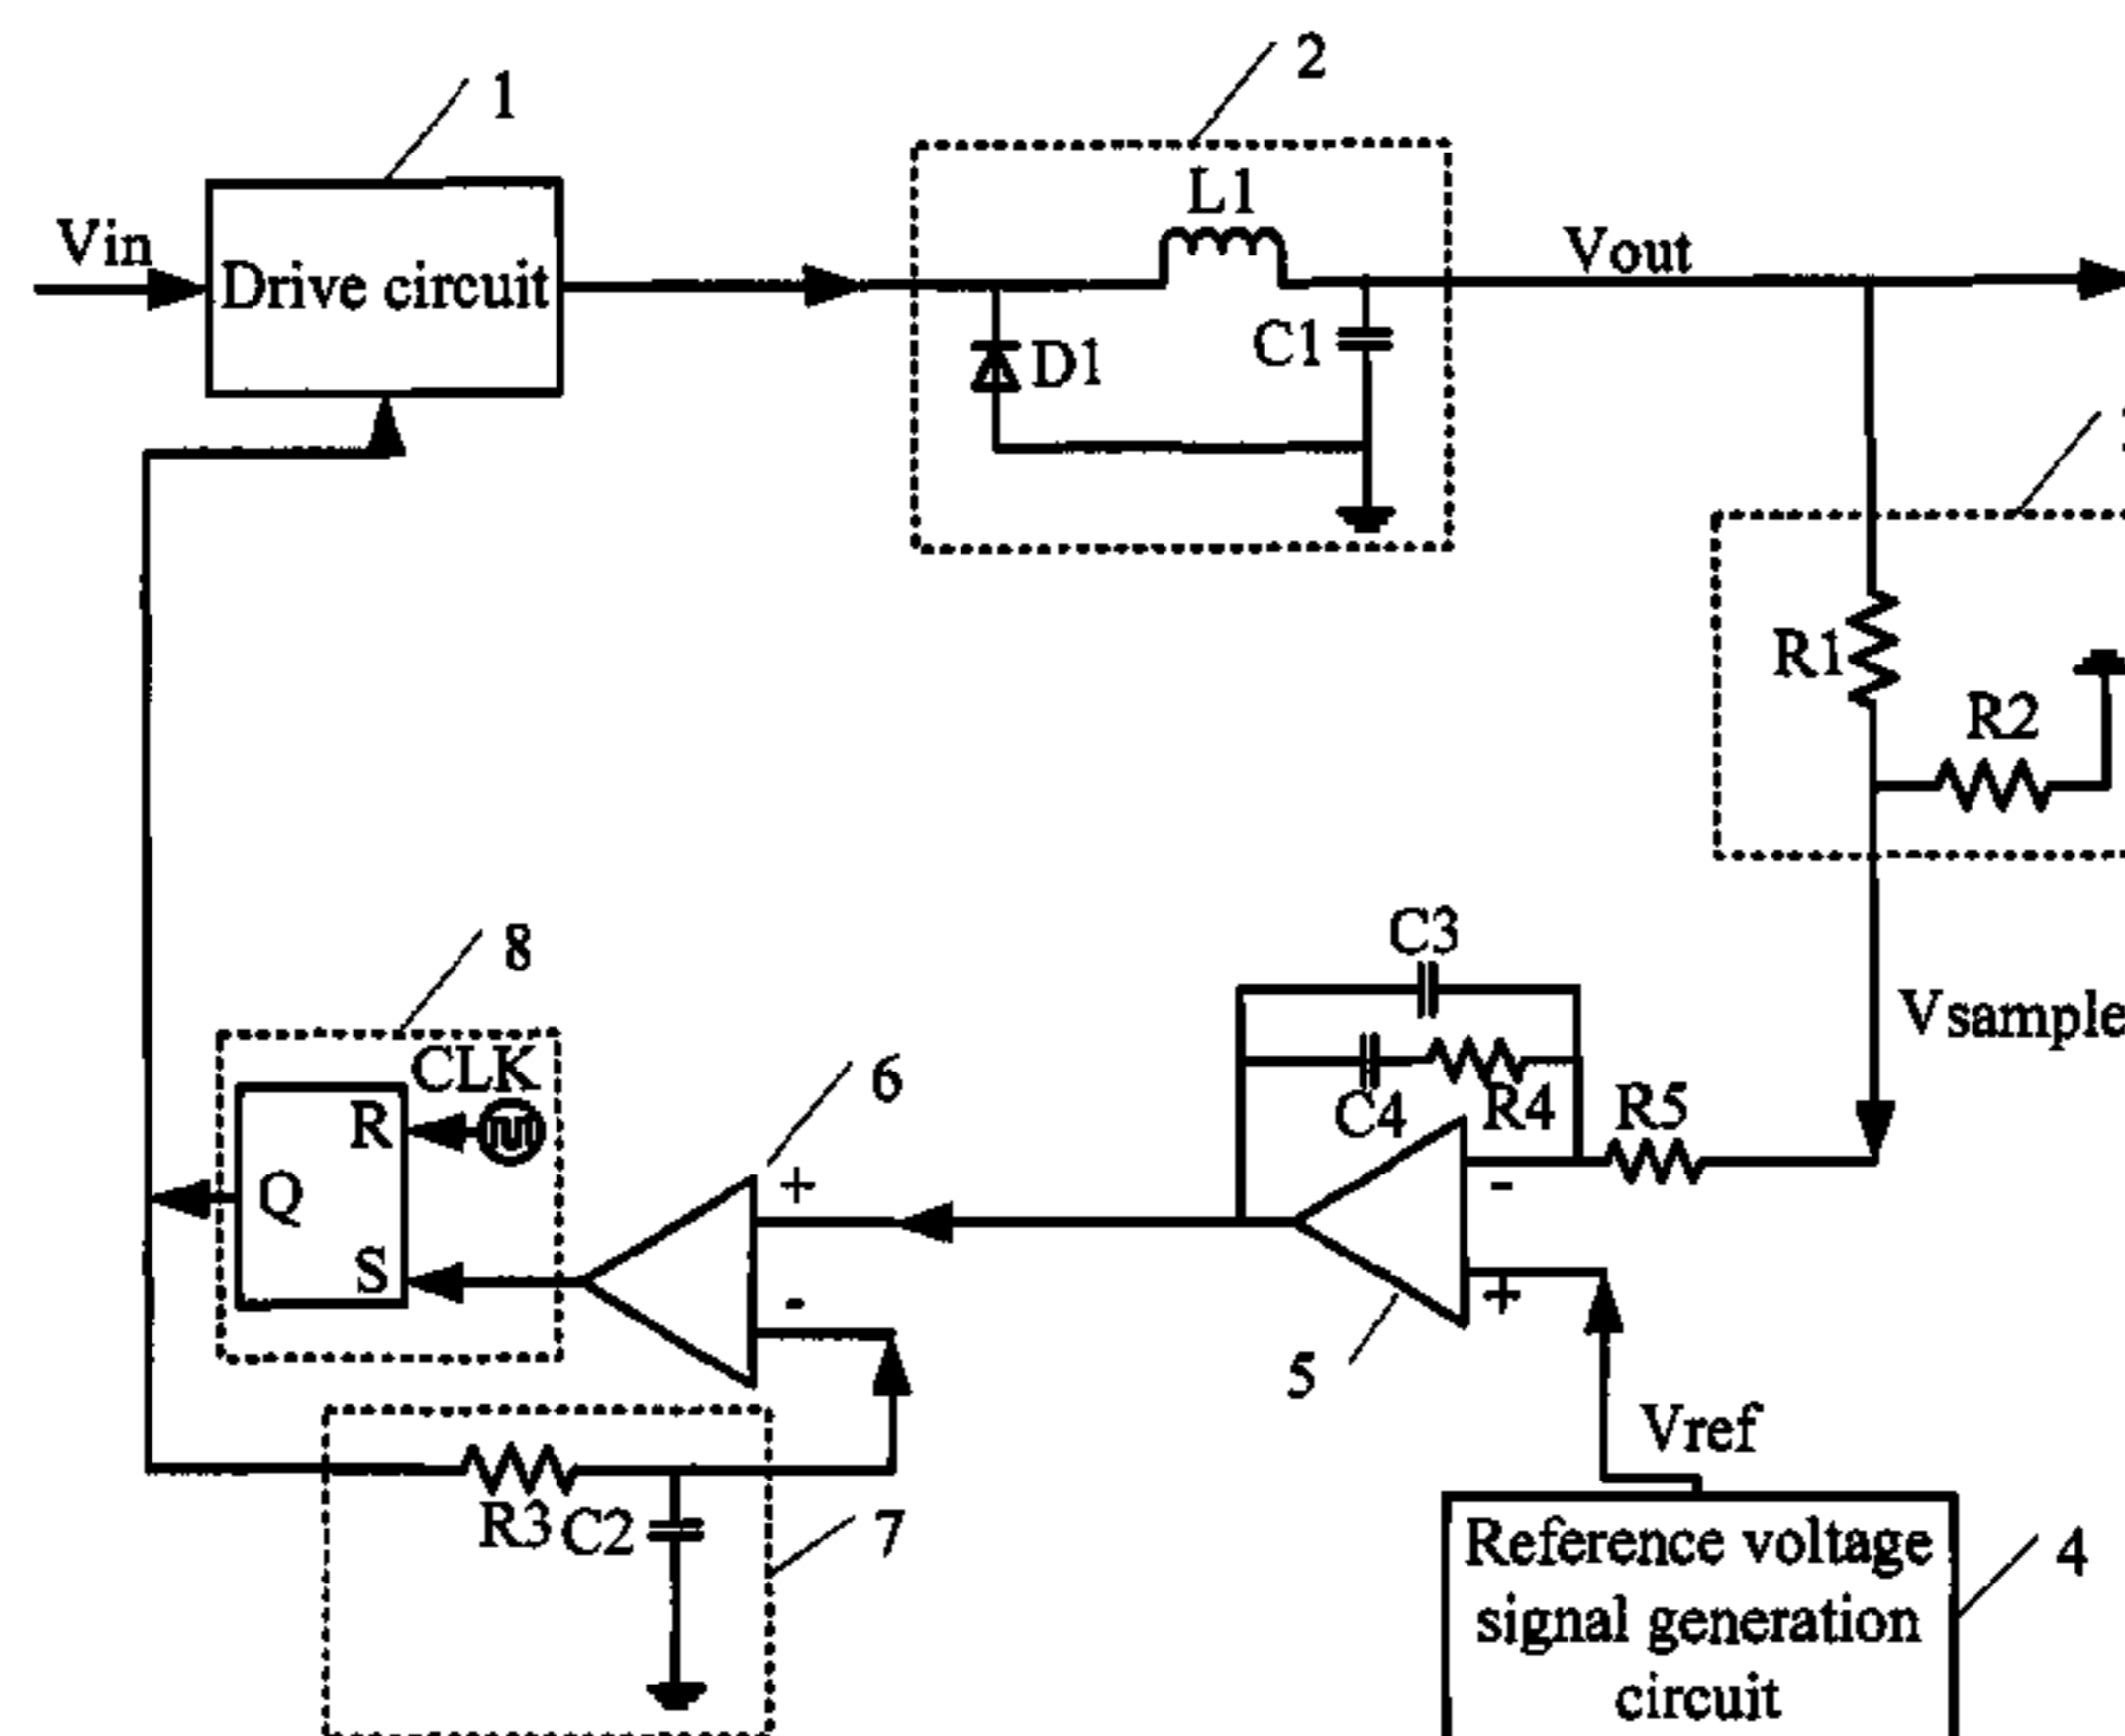 1
2
L1
Vin
Drive circuit
Vout
C1
D1
R1
R2
C3
8
Vsample
CLK
6
R
C4
R4
R5
+
-
Q
S
-
+
5
Vref
R3
C2
7
Reference voltage
signal generation
circuit
4